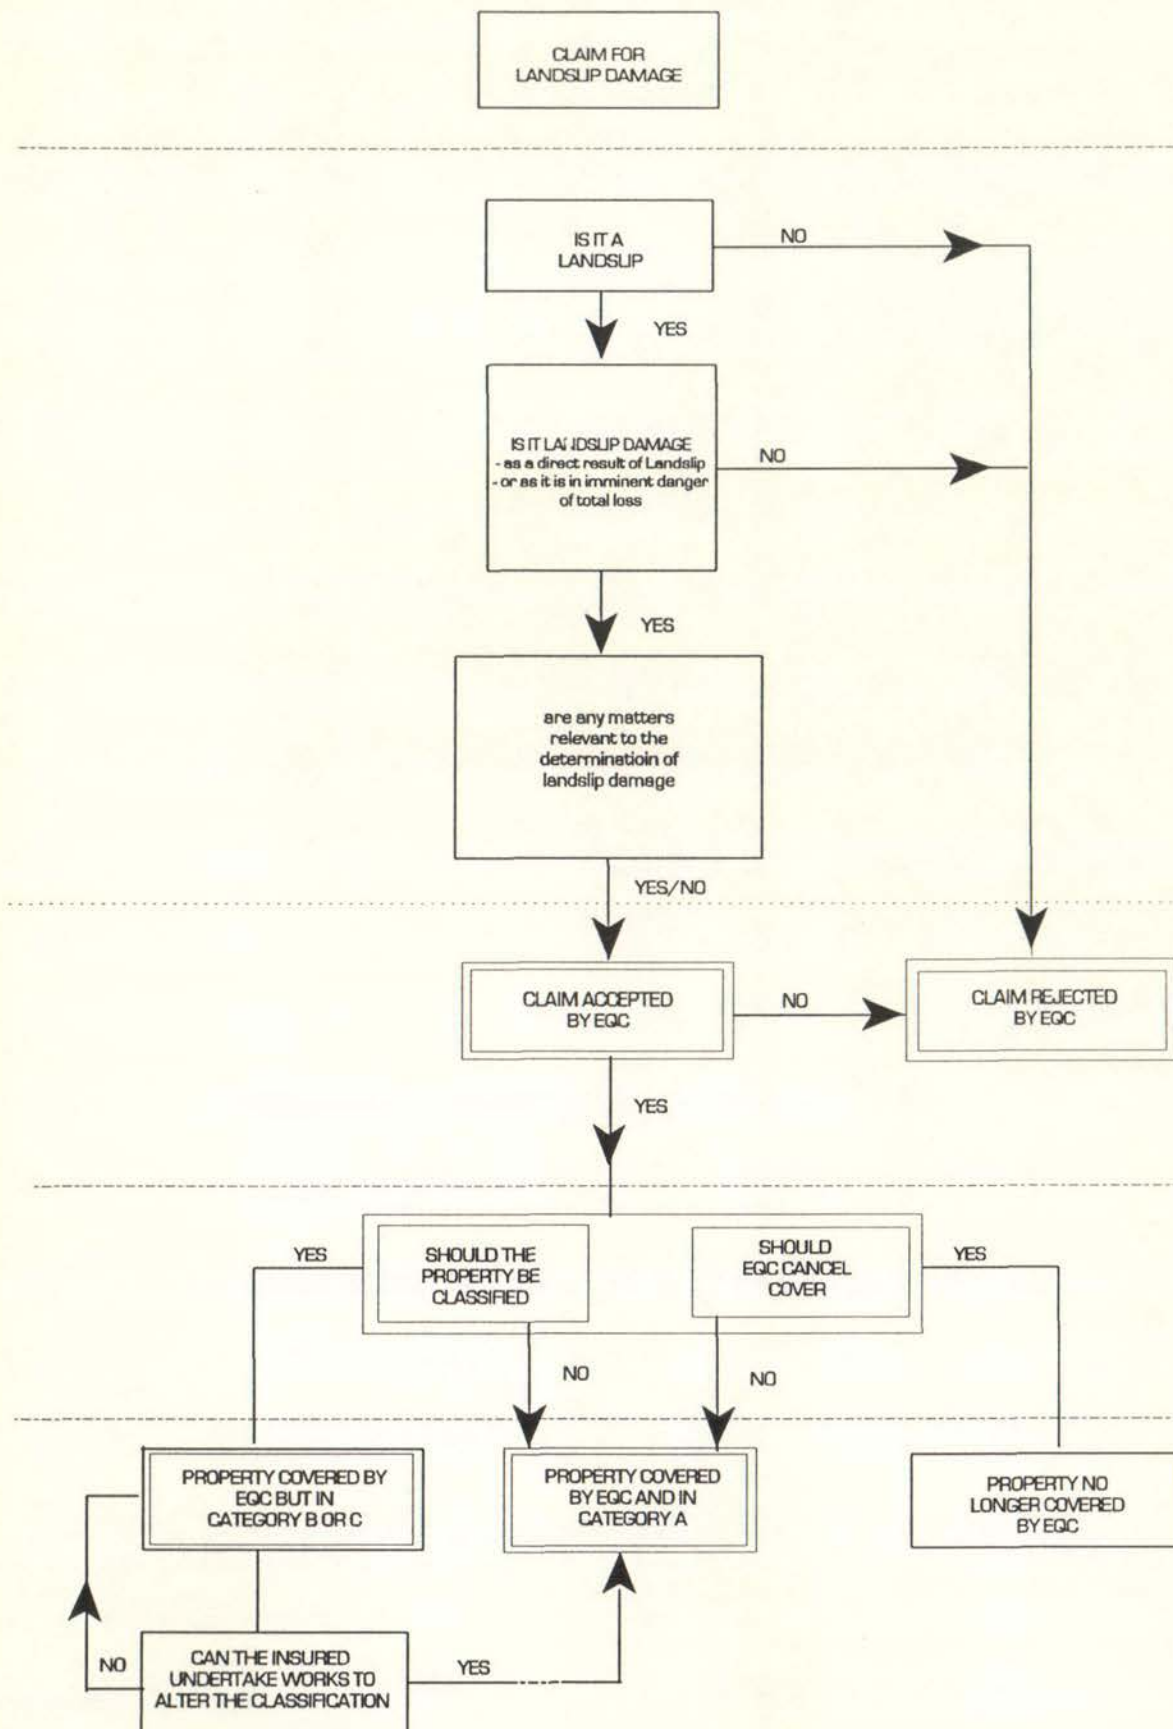 CLAIM FOR
LANDSLIP DAMAGE
IS IT A
LANDSLIP
NO
YES
IS IT LANDSLIP DAMAGE
- as a direct result of Landslip
- or as it is in imminent danger
of total loss
NO
YES
are any matters
relevant to the
determinatioin of
landslip damage
YES/NO
CLAIM ACCEPTED
BY EQC
NO
CLAIM REJECTED
BY EQC
YES
YES
SHOULD THE
PROPERTY BE
CLASSIFIED
SHOULD
EQC CANCEL
COVER
YES
NO
NO
PROPERTY COVERED BY
EQC BUT IN
CATEGORY B OR C
PROPERTY COVERED
BY EQC AND IN
CATEGORY A
PROPERTY NO
LONGER COVERED
BY EQC
NO
CAN THE INSURED
UNDERTAKE WORKS TO
ALTER THE CLASSIFICATION
YES